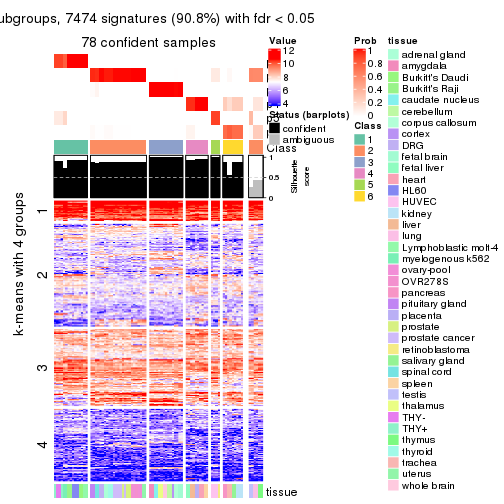 ubgroups, 7474 signatures (90.8%) with fdr < 0.05
78 confident samples
Value
12
10
8
6
4
Status (barplots)
confident
ambiguous
Class
1
0.5
0
Silhouette
score
k-means with 4 groups
1
2
3
4
tissue
Prob
1
0.8
0.6
0.4
0.2
0
Class
1
2
3
4
5
6
tissue
adrenal gland
amygdala
Burkitt's Daudi
Burkitt's Raji
caudate nucleus
cerebellum
corpus callosum
cortex
DRG
fetal brain
fetal liver
heart
HL60
HUVEC
kidney
liver
lung
Lymphoblastic molt-4
myelogenous k562
ovary-pool
OVR278S
pancreas
pituitary gland
placenta
prostate
prostate cancer
retinoblastoma
salivary gland
spinal cord
spleen
testis
thalamus
THY-
THY+
thymus
thyroid
trachea
uterus
whole brain